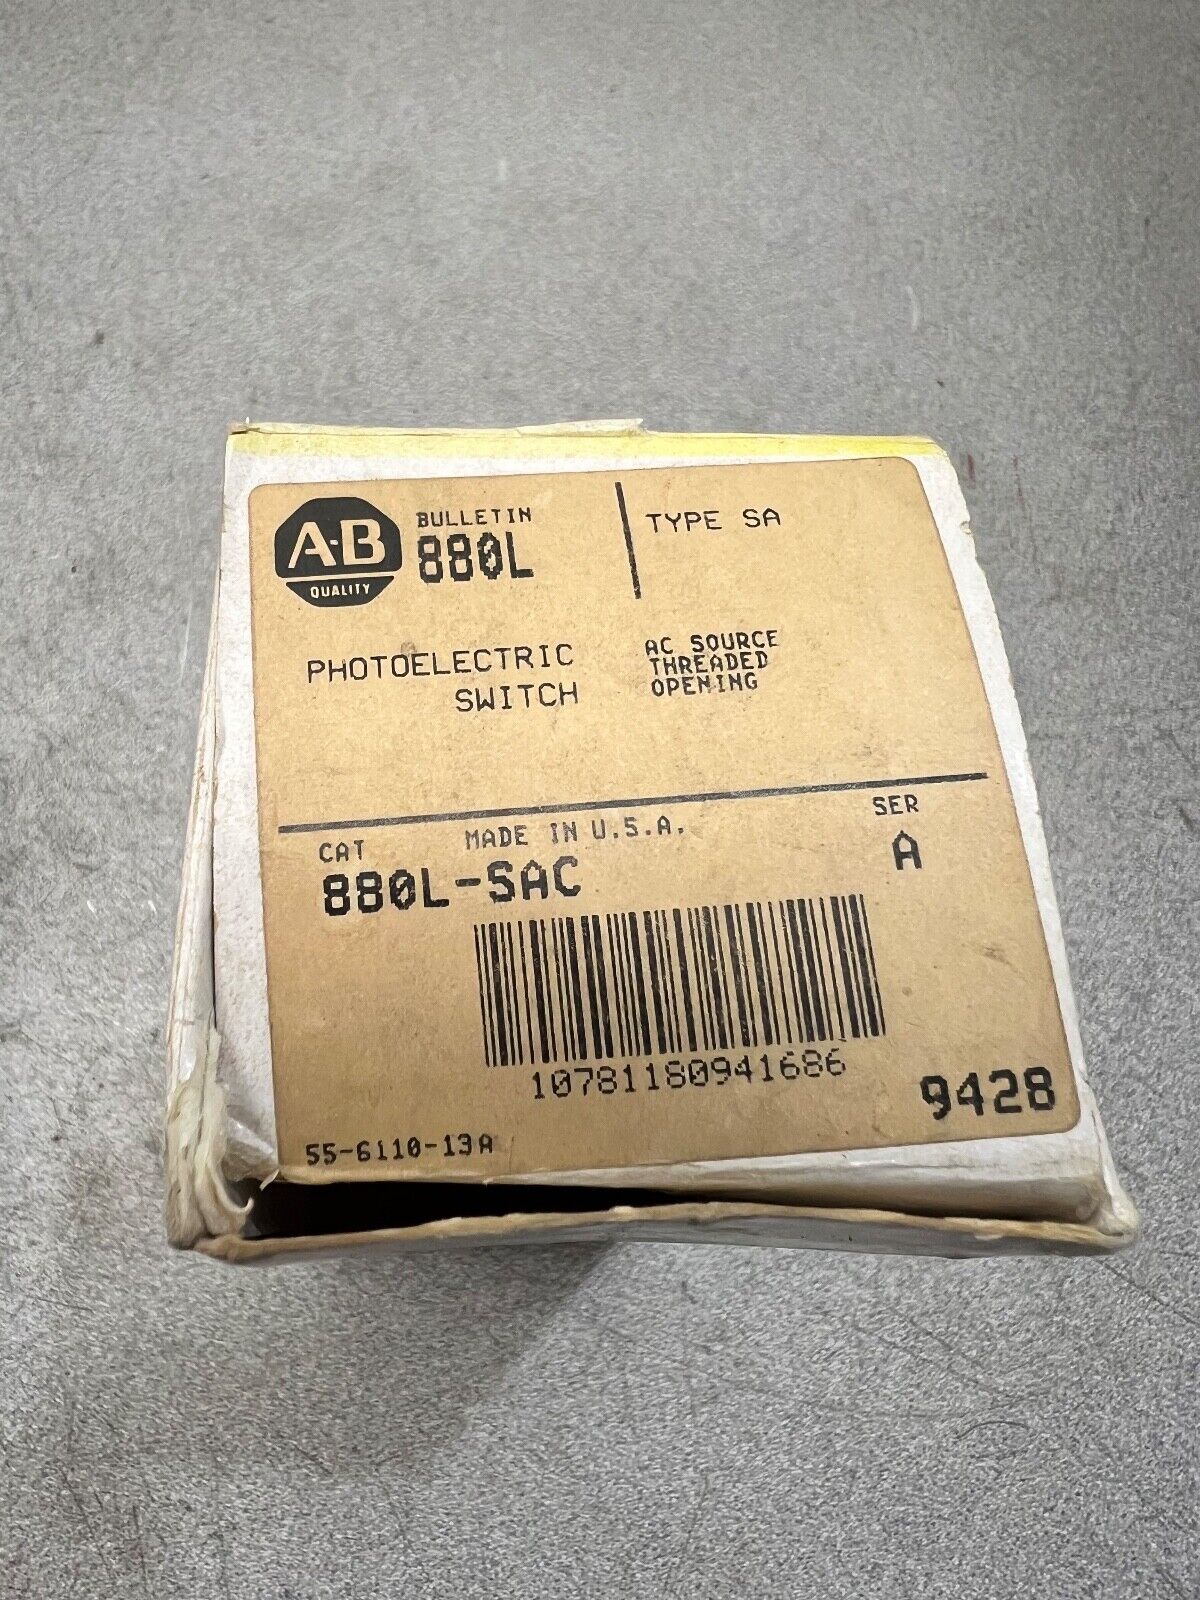 A-B
QUALITY
BULLETIN
880L
TYPE SA
PHOTOELECTRIC
SWITCH
AC SOURCE
THREADED
OPENING
CAT
MADE IN U.S.A.
SER
880L-SAC
A
10781180941686
9428
55-6110-13A